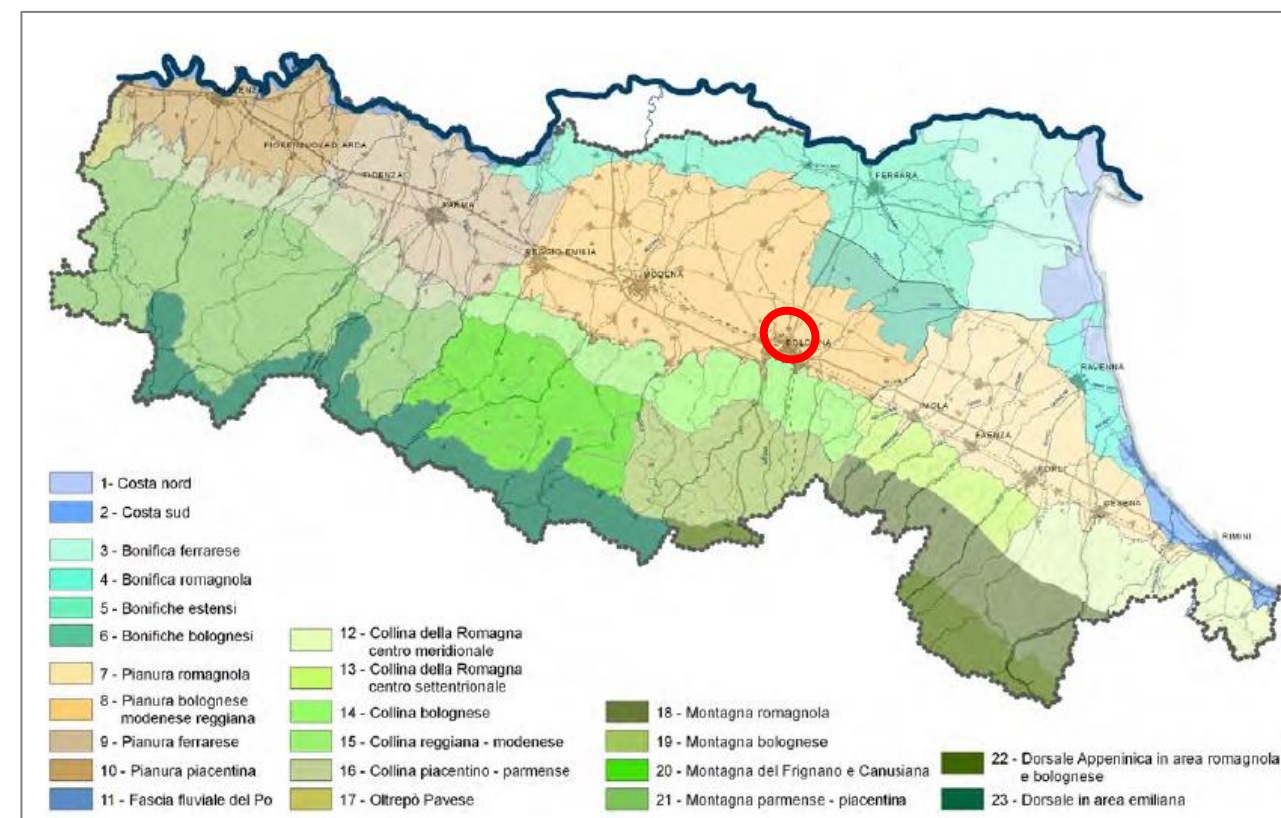 FIDENZA
PARMA
REGGIO EMILIA
MODENA
BOLOGNA
FERRARA
RAVENNA
IMOLA
FAENZA
FORLI
CESENA
RIMINI
1- Costa nord
2 - Costa sud
3 - Bonifica ferrarese
4 - Bonifica romagnola
5 - Bonifiche estensi
6 - Bonifiche bolognesi
7 - Pianura romagnola
8 - Pianura bolognese
modenese reggiana
9 - Pianura ferrarese
10 - Pianura piacentina
11 - Fascia fluviale del Po
12 - Collina della Romagna
centro meridionale
13 - Collina della Romagna
centro settentrionale
14 - Collina bolognese
15 - Collina reggiana - modenese
16 - Collina piacentino - parmense
17 - Oltrepò Pavese
18 - Montagna romagnola
19 - Montagna bolognese
20 - Montagna del Frignano e Canusiana
21 - Montagna parmense - piacentina
22 - Dorsale Appeninica in area romagnola
e bolognese
23 - Dorsale in area emiliana